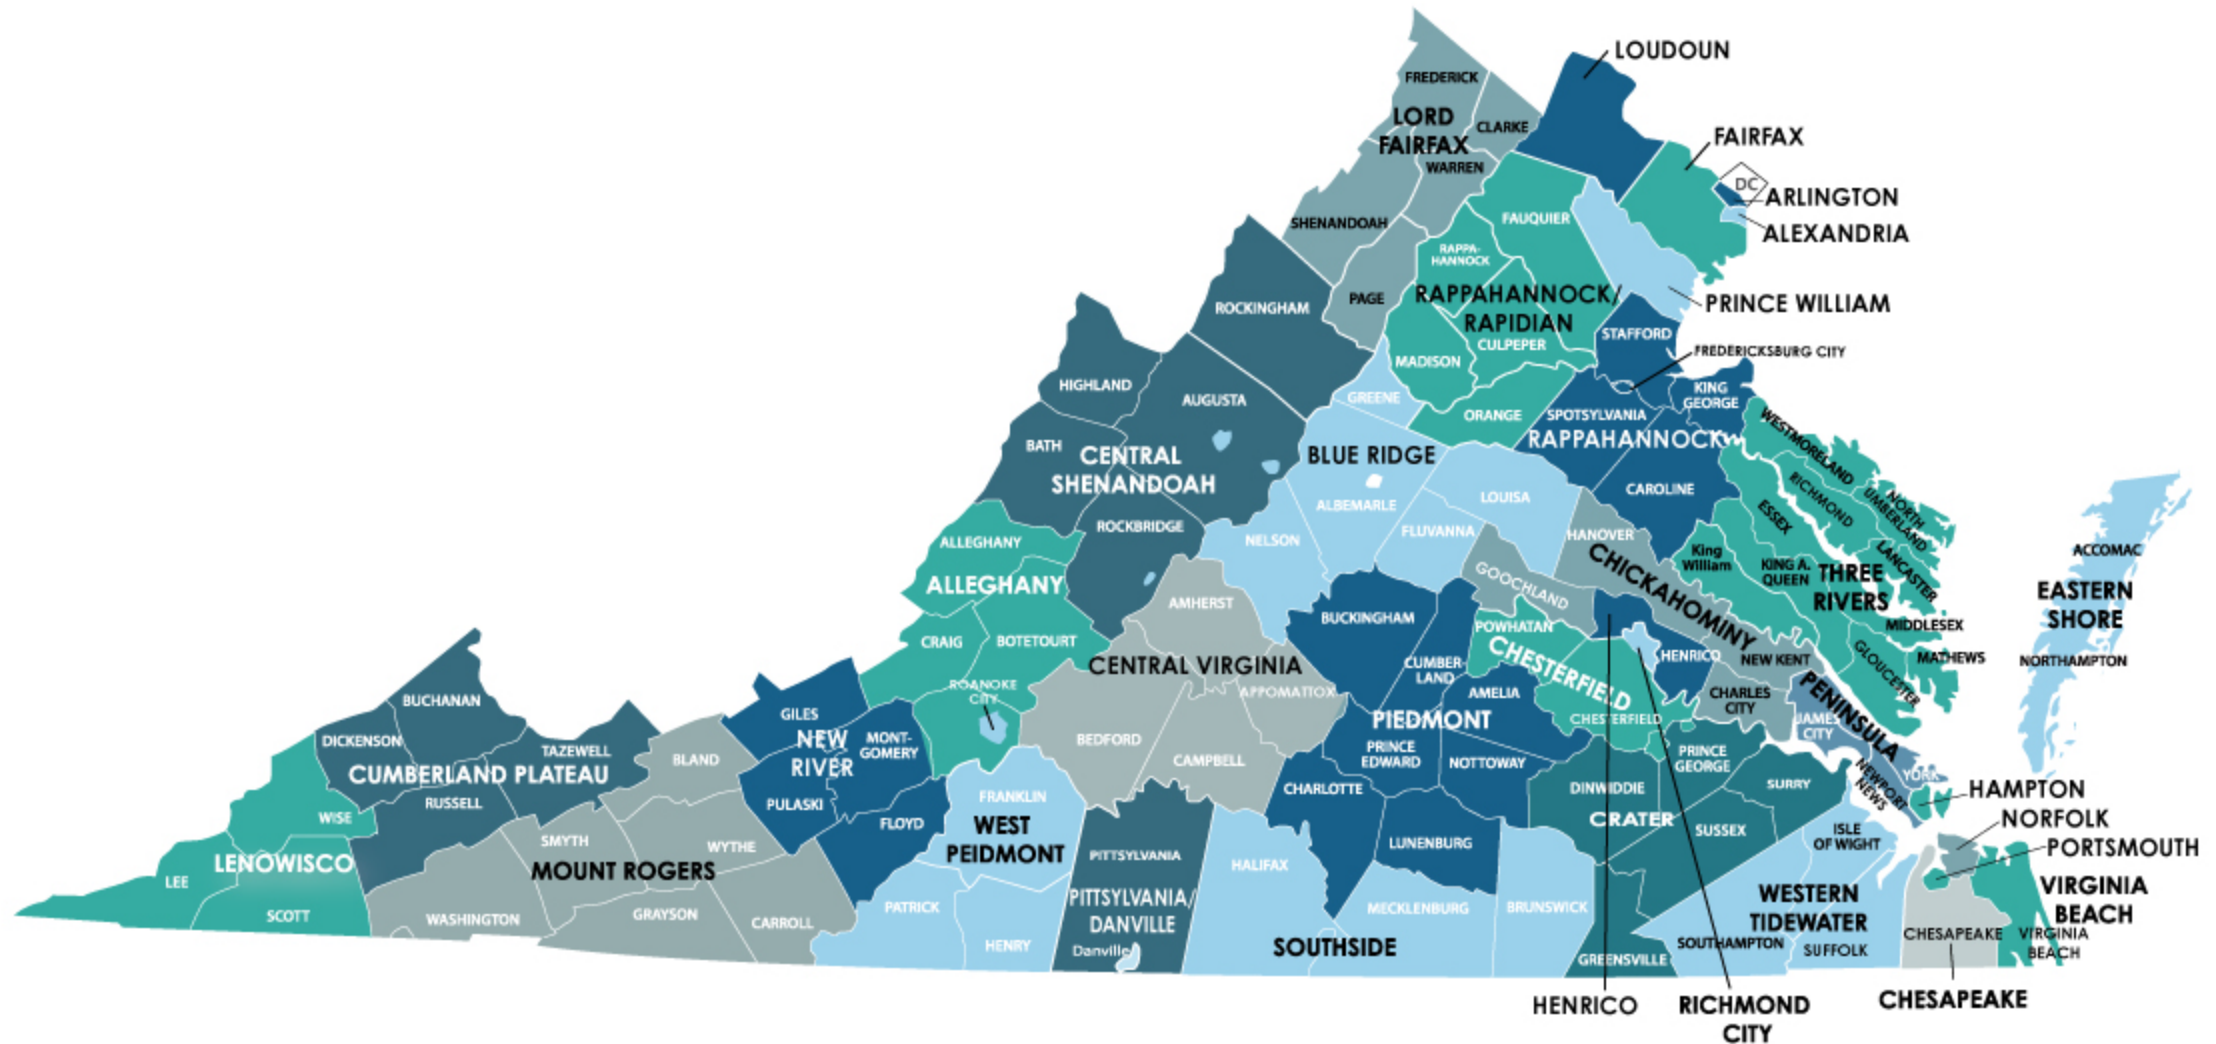 LOUDOUN
FREDERICK
LORD
FAIRFAX
CLARKE
WARREN
FAIRFAX
DC
ARLINGTON
ALEXANDRIA
SHENANDOAH
FAUQUIER
RAPPA-
HANNOCK
PAGE
RAPPAHANNOCK/
RAPIDIAN
CULPEPER
MADISON
ORANGE
PRINCE WILLIAM
STAFFORD
FREDERICKSBURG CITY
ROCKINGHAM
HIGHLAND
AUGUSTA
BATH
CENTRAL
SHENANDOAH
ROCKBRIDGE
GREENE
BLUE RIDGE
ALBEMARLE
LOUISA
FLUVANNA
NELSON
KING
GEORGE
SPOTSYLVANIA
RAPPAHANNOCK
CAROLINE
WESTMORELAND
RICHMOND
NORTH
UMBERLAND
ESSEX
LANCASTER
King
William
KING A.
QUEEN
THREE
RIVERS
MIDDLESEX
MATHEWS
GLOUCESTER
ACCOMAC
EASTERN
SHORE
NORTHAMPTON
HANOVER
CHICKAHOMINY
GOOCHLAND
NEW KENT
CHARLES
CITY
HENRICO
POWHATAN
CHESTERFIELD
CHESTERFIELD
ALLEGHANY
ALLEGHANY
CRAIG
BOTETOURT
ROANOKE
CITY
AMHERST
CENTRAL VIRGINIA
APPOMATTOX
BEDFORD
CAMPBELL
BUCKINGHAM
CUMBER-
LAND
AMELIA
PIEDMONT
PRINCE
EDWARD
NOTTOWAY
CHARLOTTE
LUNENBURG
PENINSULA
JAMES
CITY
YORK
NEWPORT
NEWS
HAMPTON
NORFOLK
PORTSMOUTH
VIRGINIA
BEACH
VIRGINIA
BEACH
CHESAPEAKE
CHESAPEAKE
PRINCE
GEORGE
DINWIDDIE
SURRY
CRATER
SUSSEX
GREENSVILLE
ISLE
OF WIGHT
WESTERN
TIDEWATER
SOUTHAMPTON
SUFFOLK
BUCHANAN
DICKENSON
TAZEWELL
CUMBERLAND PLATEAU
RUSSELL
WISE
LENOWISCO
LEE
SCOTT
BLAND
SMYTH
WYTHE
MOUNT ROGERS
WASHINGTON
GRAYSON
CARROLL
GILES
NEW
RIVER
MONT-
GOMERY
PULASKI
FLOYD
FRANKLIN
WEST
PEIDMONT
PATRICK
HENRY
PITTSYLVANIA
PITTSYLVANIA/
DANVILLE
Danville
HALIFAX
MECKLENBURG
BRUNSWICK
SOUTHSIDE
HENRICO
RICHMOND
CITY